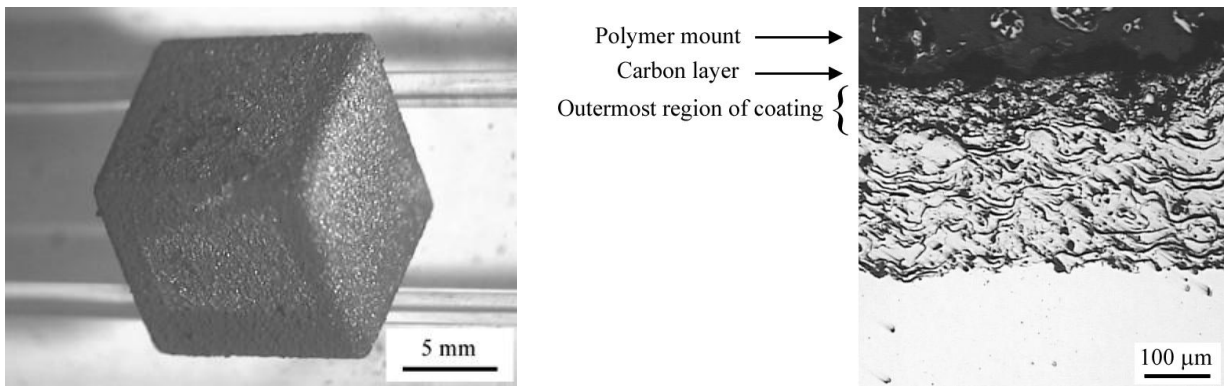 5 mm
Polymer mount
Carbon layer
Outermost region of coating
100 µm